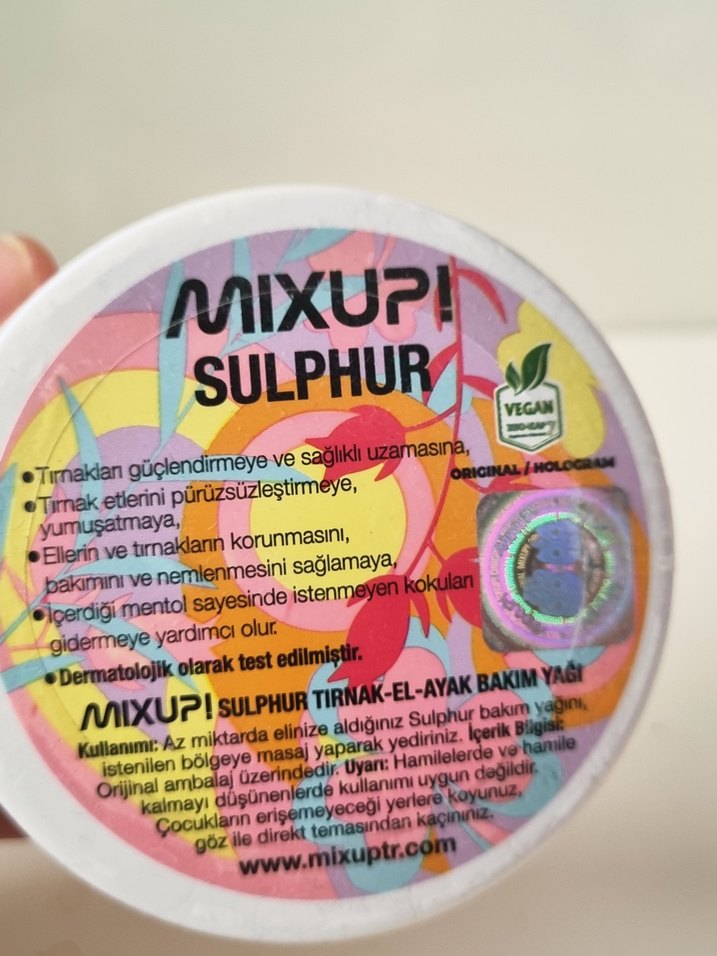 MIXUP!
SULPHUR
VEGAN
ORIGINAL / HOLOGRAM
•Tırnakları güçlendirmeye ve sağlıklı uzamasına,
•Tırnak etlerini pürüzsüzleştirmeye,
yumuşatmaya,
•Ellerin ve tırnakların korunmasını,
bakımını ve nemlenmesini sağlamaya,
•İçerdiği mentol sayesinde istenmeyen kokuları
gidermeye yardımcı olur.
•Dermatolojik olarak test edilmiştir.
MIXUP! SULPHUR TIRNAK-EL-AYAK BAKIM YAĞI
Kullanımı: Az miktarda elinize aldığınız Sulphur bakım yağını,
istenilen bölgeye masaj yaparak yediriniz. İçerik Bilgisi:
Orijinal ambalaj üzerindedir. Uyarı: Hamilelerde ve hamile
kalmayı düşünenlerde kullanımı uygun değildir.
Çocukların erişemeyeceği yerlere koyunuz,
göz ile direkt temasından kaçınınız.
www.mixuptr.com